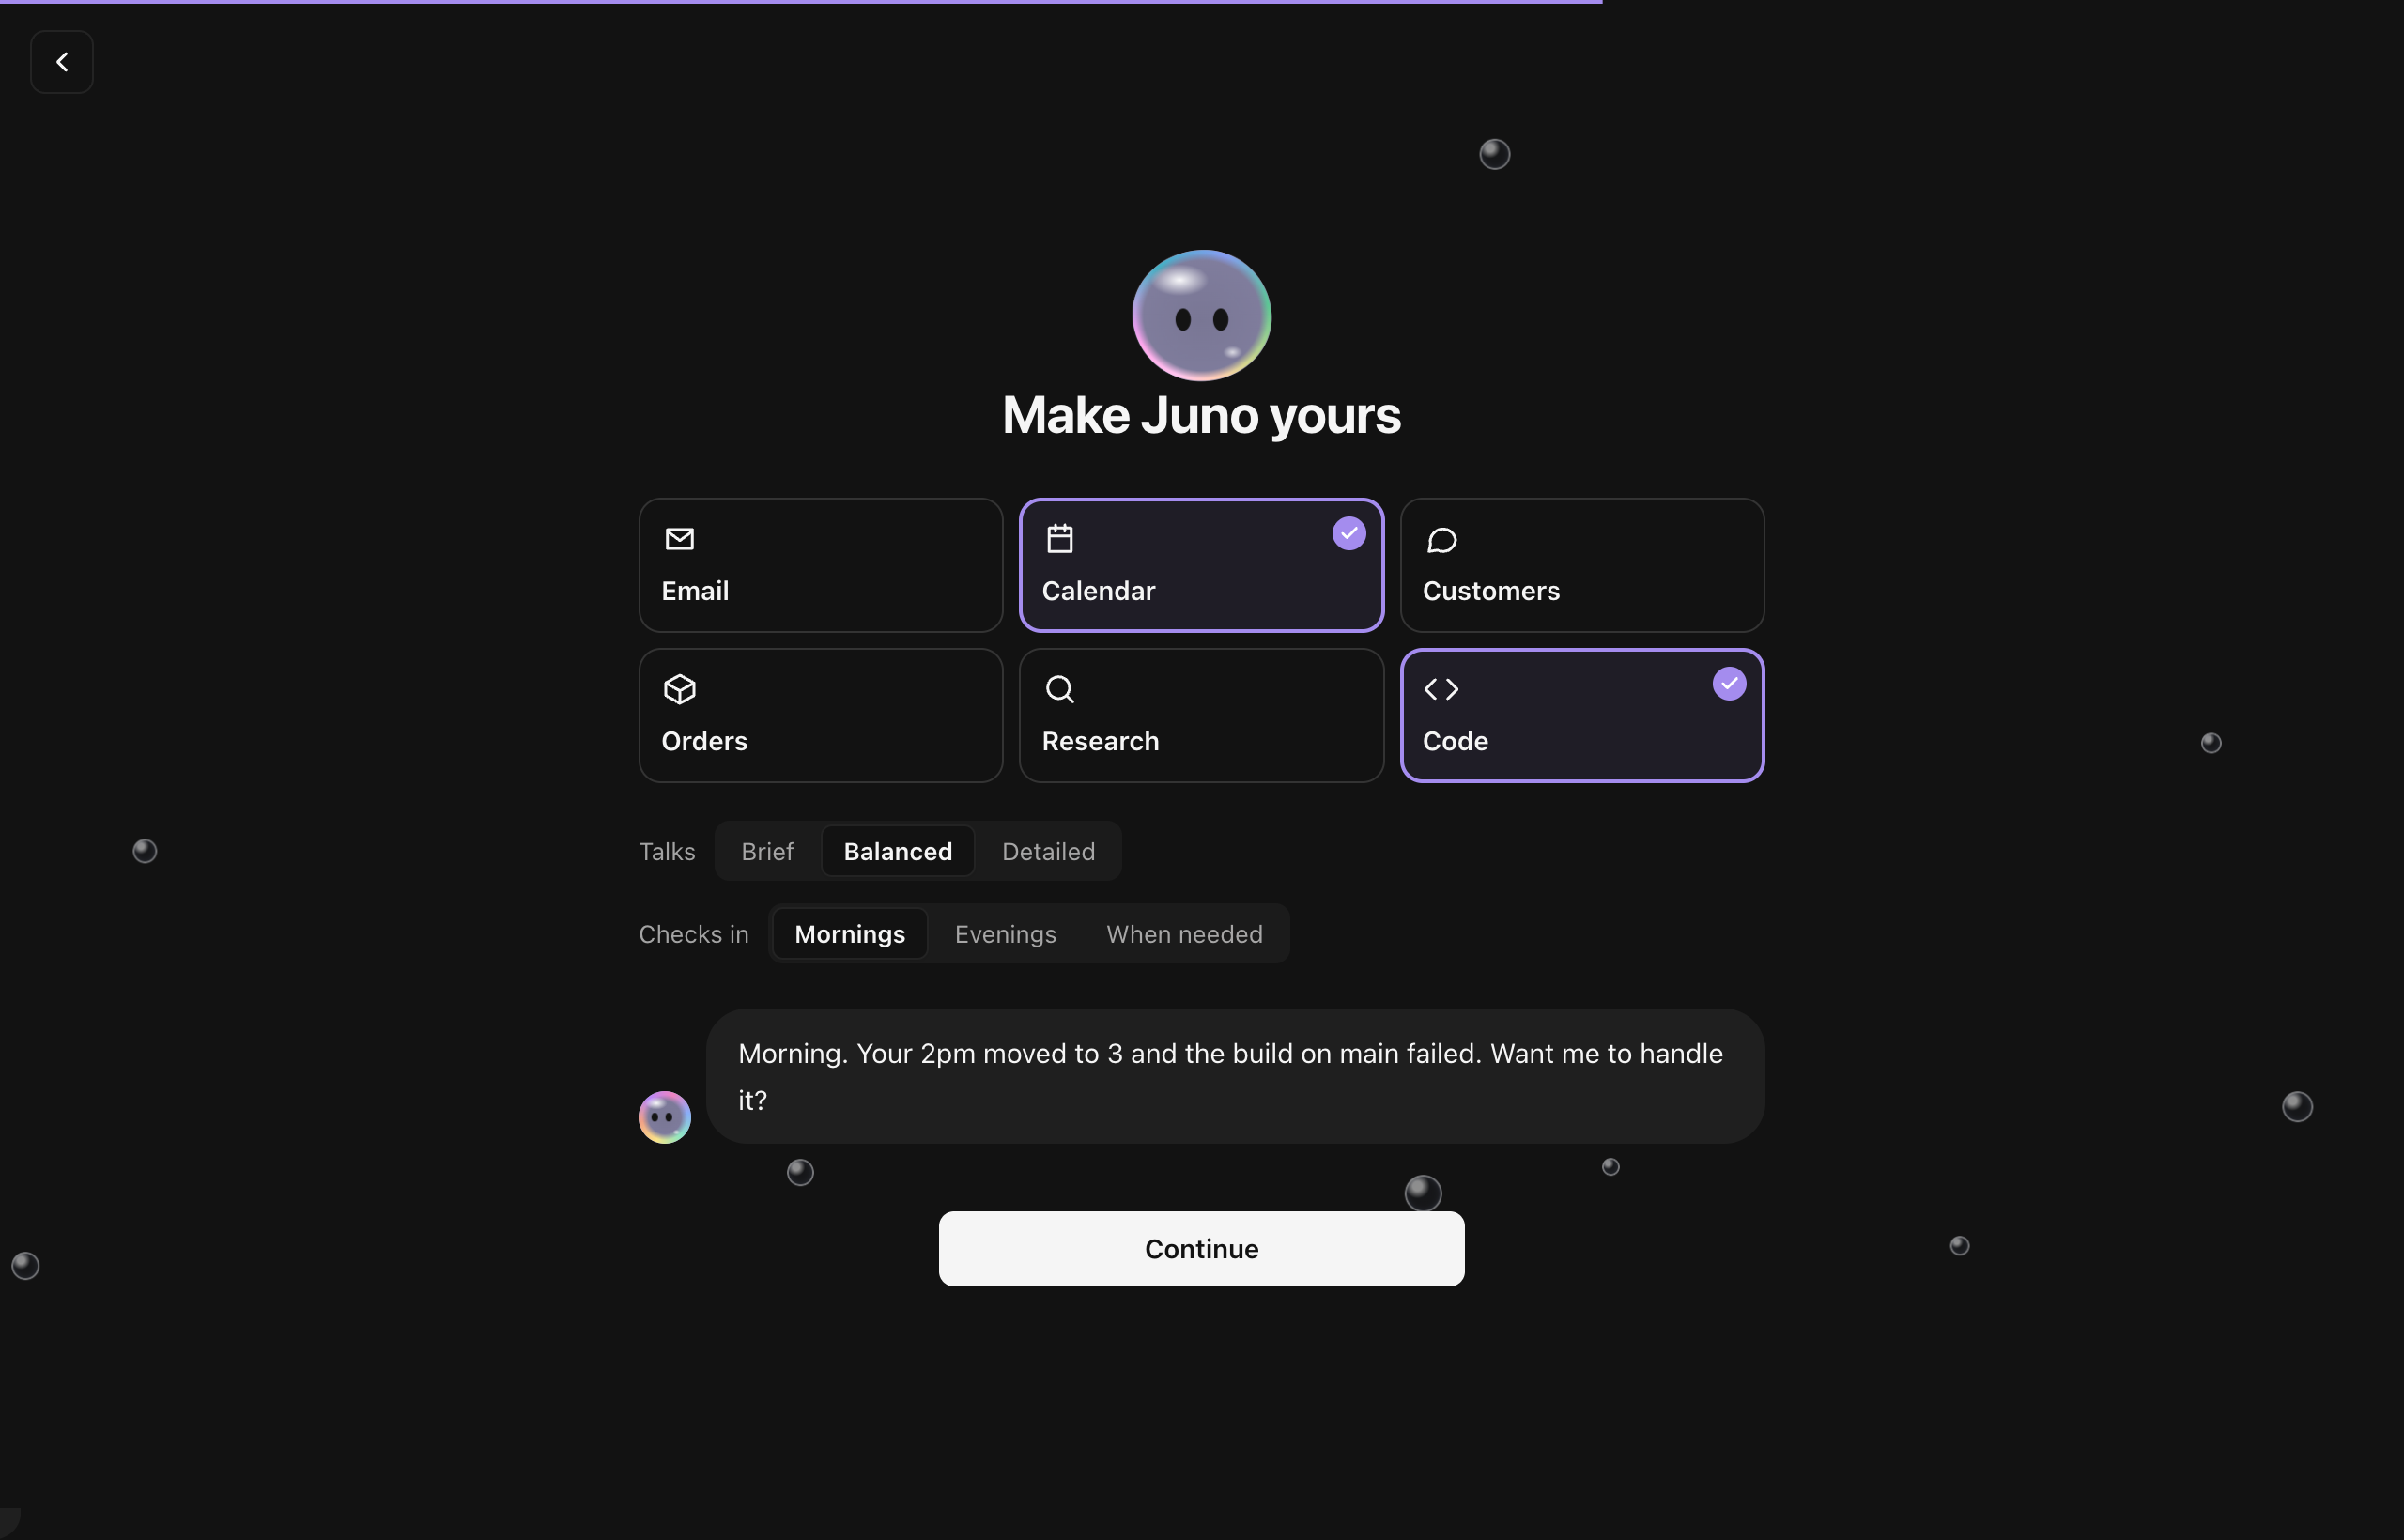 Make Juno yours
Email
Calendar
Customers
Orders
Research
Code
Talks Brief Balanced Detailed
Checks in Mornings Evenings When needed
Morning. Your 2pm moved to 3 and the build on main failed. Want me to handle
it?
Continue